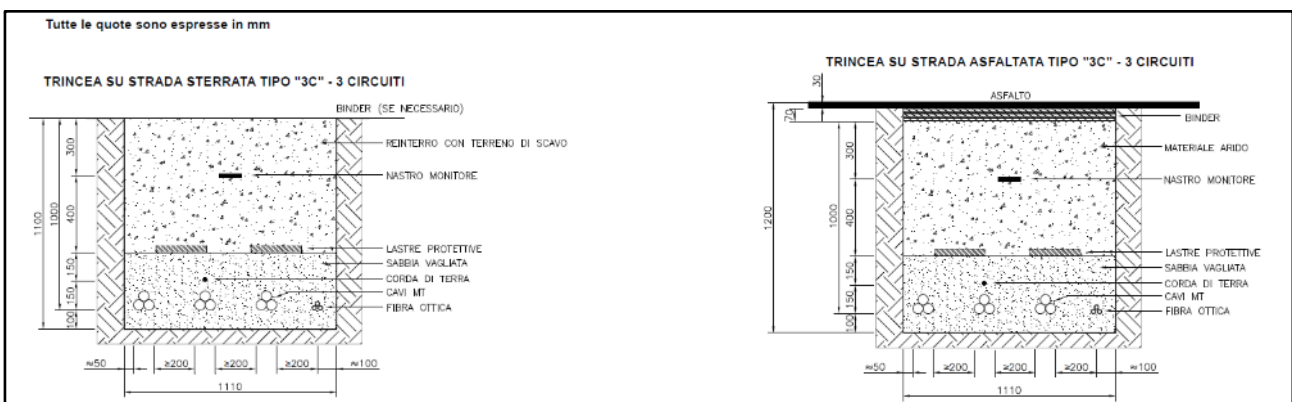 Tutte le quote sono espresse in mm
TRINCEA SU STRADA STERRATA TIPO "3C" - 3 CIRCUITI
BINDER (SE NECESSARIO)
REINTERRO CON TERRENO DI SCAVO
NASTRO MONITORE
LASTRE PROTETTIVE
SABBIA VAGLIATA
CORDA DI TERRA
CAVI MT
FIBRA OTTICA
1100
1000
300
400
150
150
100
≈50
≥200
≥200
≥200
≈100
1110
TRINCEA SU STRADA ASFALTATA TIPO "3C" - 3 CIRCUITI
30
ASFALTO
70
BINDER
MATERIALE ARIDO
NASTRO MONITORE
LASTRE PROTETTIVE
SABBIA VAGLIATA
CORDA DI TERRA
CAVI MT
FIBRA OTTICA
1200
1000
300
400
150
150
100
≈50
≥200
≥200
≥200
≈100
1110